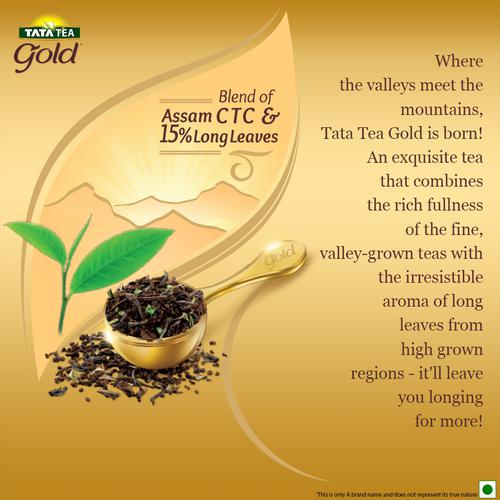 TATA TEA
Gold
Blend of
Assam CTC &
15% Long Leaves
gold
Where
the valleys meet the
mountains,
Tata Tea Gold is born!
An exquisite tea
that combines
the rich fullness
of the fine,
valley-grown teas with
the irresistible
aroma of long
leaves from
high grown
regions - it'll leave
you longing
for more!
"This is only A brand name and does not represent its true nature